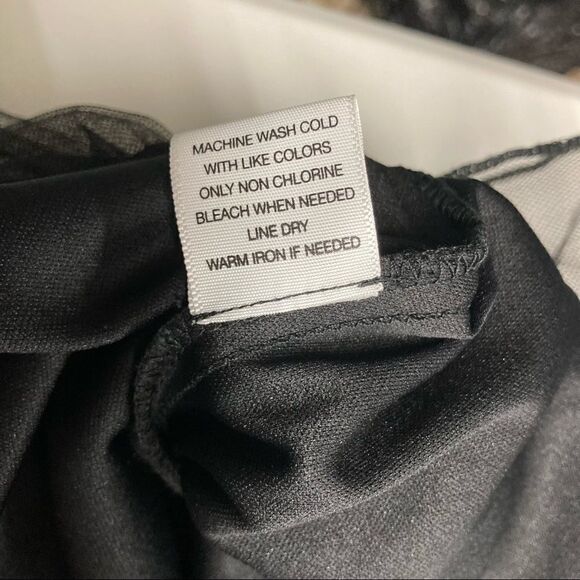 MACHINE WASH COLD
WITH LIKE COLORS
ONLY NON CHLORINE
BLEACH WHEN NEEDED
LINE DRY
WARM IRON IF NEEDED